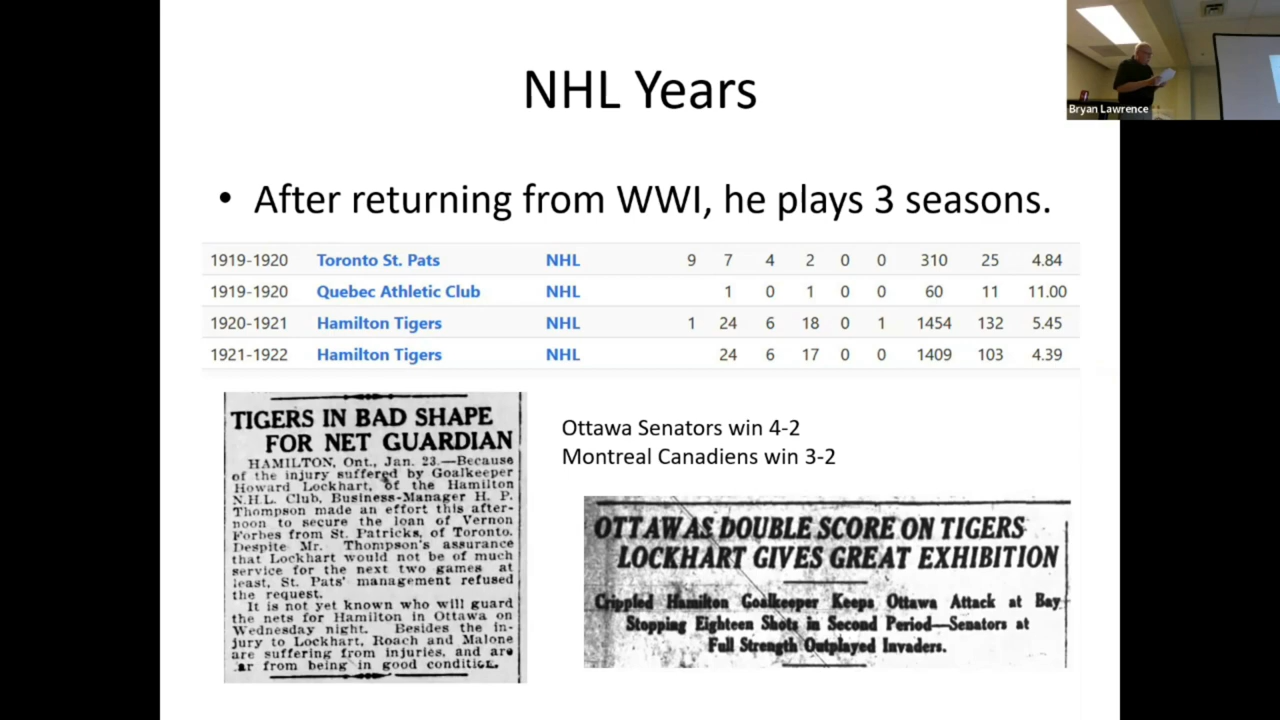 NHL Years
Bryan Lawrence
• After returning from WWI, he plays 3 seasons.
1919-1920 Toronto St. Pats NHL 9 7 4 2 0 0 310 25 4.84
1919-1920 Quebec Athletic Club NHL 1 0 1 0 0 60 11 11.00
1920-1921 Hamilton Tigers NHL 1 24 6 18 0 1 1454 132 5.45
1921-1922 Hamilton Tigers NHL 24 6 17 0 0 1409 103 4.39
TIGERS IN BAD SHAPE
FOR NET GUARDIAN
HAMILTON, Ont., Jan. 23.—Because
of the injury suffered by Goalkeeper
Howard Lockhart, of the Hamilton
N.H.L. Club, Business-Manager H. P.
Thompson made an effort this after-
noon to secure the loan of Vernon
Forbes from St. Patricks, of Toronto.
Despite Mr. Thompson's assurance
that Lockhart would not be of much
service for the next two games at
least, St. Pats' management refused
the request.
It is not yet known who will guard
the nets for Hamilton in Ottawa on
Wednesday night. Besides the in-
jury to Lockhart, Roach and Malone
are suffering from injuries, and are
far from being in good condition.
Ottawa Senators win 4-2
Montreal Canadiens win 3-2
OTTAWAS DOUBLE SCORE ON TIGERS
LOCKHART GIVES GREAT EXHIBITION
Crippled Hamilton Goalkeeper Keeps Ottawa Attack at Bay
Stopping Eighteen Shots in Second Period—Senators at
Full Strength Outplayed Invaders.